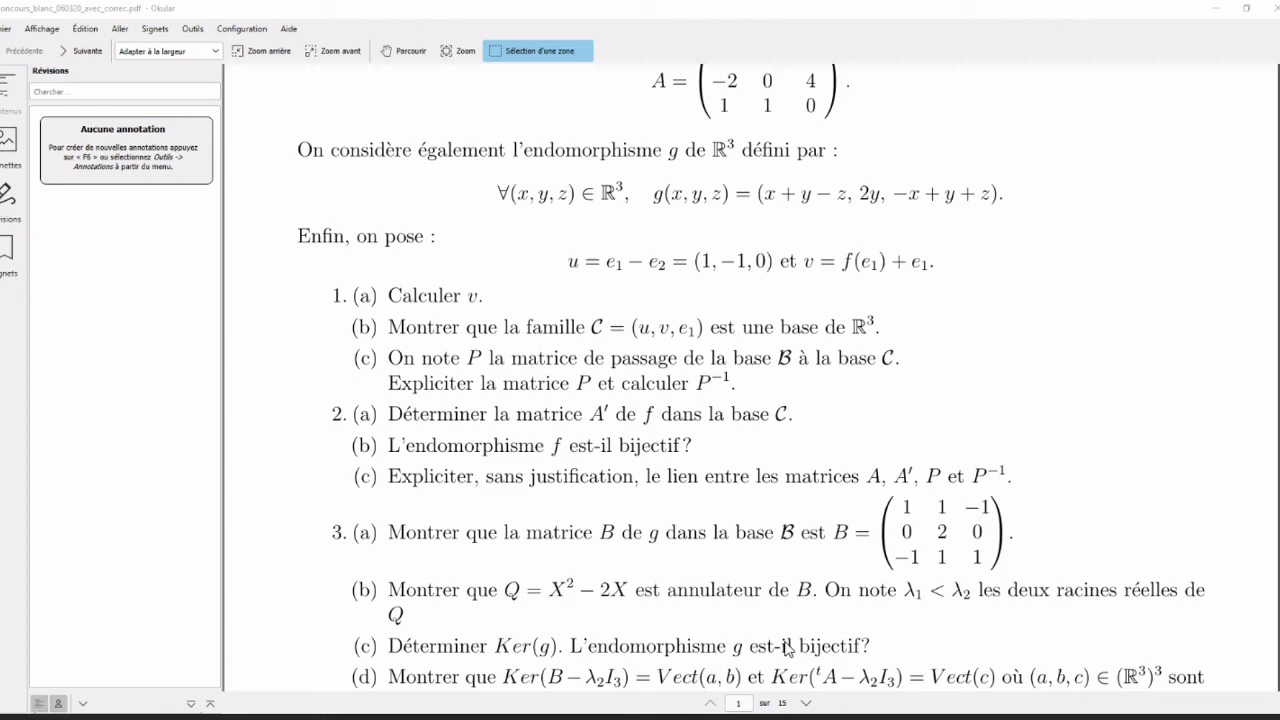 oncours_blanc_060320_avec_correc.pdf - Okular
ier Affichage Édition Aller Signets Outils Configuration Aide
Précédente Suivante Adapter à la largeur Zoom arrière Zoom avant Parcourir Zoom Sélection d'une zone
Révisions
Chercher...
Aucune annotation
Pour créer de nouvelles annotations appuyez
sur « F6 » ou sélectionnez Outils ->
Annotations à partir du menu.
tenus
nettes
visions
gnets
A = ( −2 0 4
1 1 0 ) .
On considère également l'endomorphisme g de ℝ³ défini par :
∀(x, y, z) ∈ ℝ³, g(x, y, z) = (x + y − z, 2y, −x + y + z).
Enfin, on pose :
u = e₁ − e₂ = (1, −1, 0) et v = f(e₁) + e₁.
1. (a) Calculer v.
(b) Montrer que la famille 𝓒 = (u, v, e₁) est une base de ℝ³.
(c) On note P la matrice de passage de la base 𝓑 à la base 𝓒.
Expliciter la matrice P et calculer P⁻¹.
2. (a) Déterminer la matrice A′ de f dans la base 𝓒.
(b) L'endomorphisme f est-il bijectif ?
(c) Expliciter, sans justification, le lien entre les matrices A, A′, P et P⁻¹.
3. (a) Montrer que la matrice B de g dans la base 𝓑 est B = ( 1 1 −1
0 2 0
−1 1 1 ) .
(b) Montrer que Q = X² − 2X est annulateur de B. On note λ₁ < λ₂ les deux racines réelles de
Q
(c) Déterminer Ker(g). L'endomorphisme g est-il bijectif ?
(d) Montrer que Ker(B − λ₂I₃) = Vect(a, b) et Ker(ᵗA − λ₂I₃) = Vect(c) où (a, b, c) ∈ (ℝ³)³ sont
1 sur 15